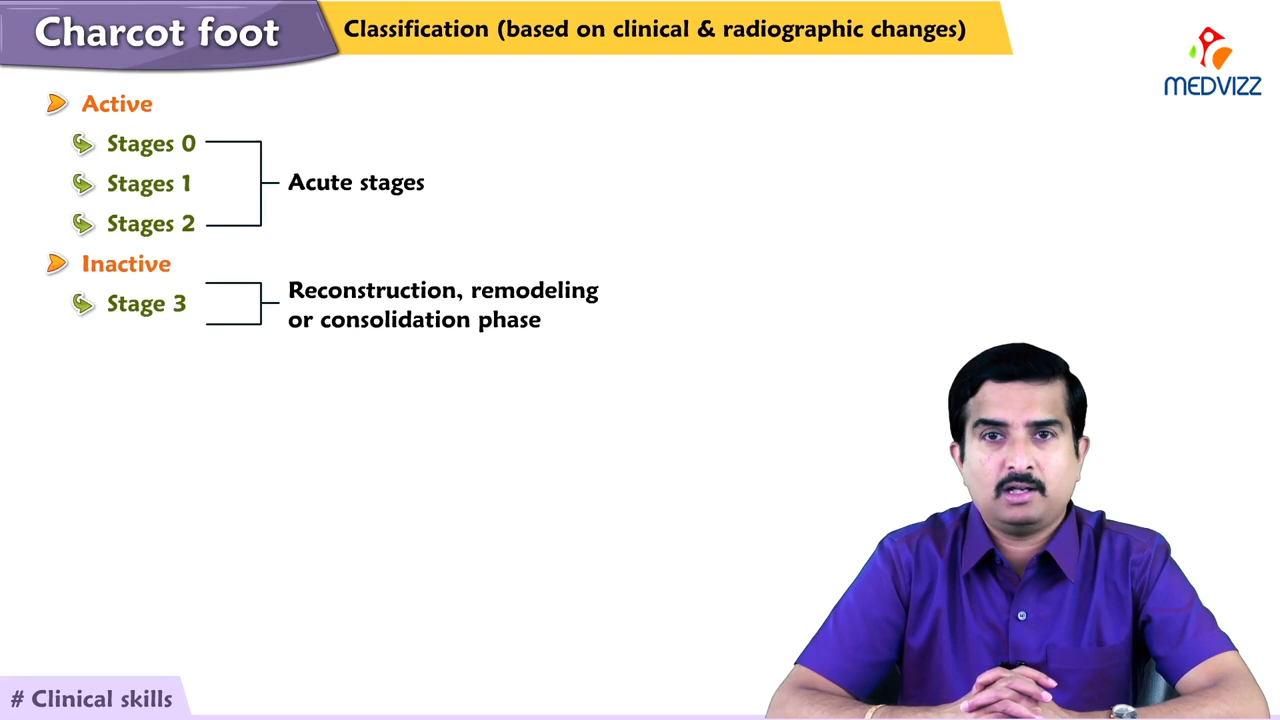 Charcot foot
Classification (based on clinical & radiographic changes)
MEDVIZZ
Active
Stages 0
Stages 1
Stages 2
Acute stages
Inactive
Stage 3
Reconstruction, remodeling
or consolidation phase
# Clinical skills